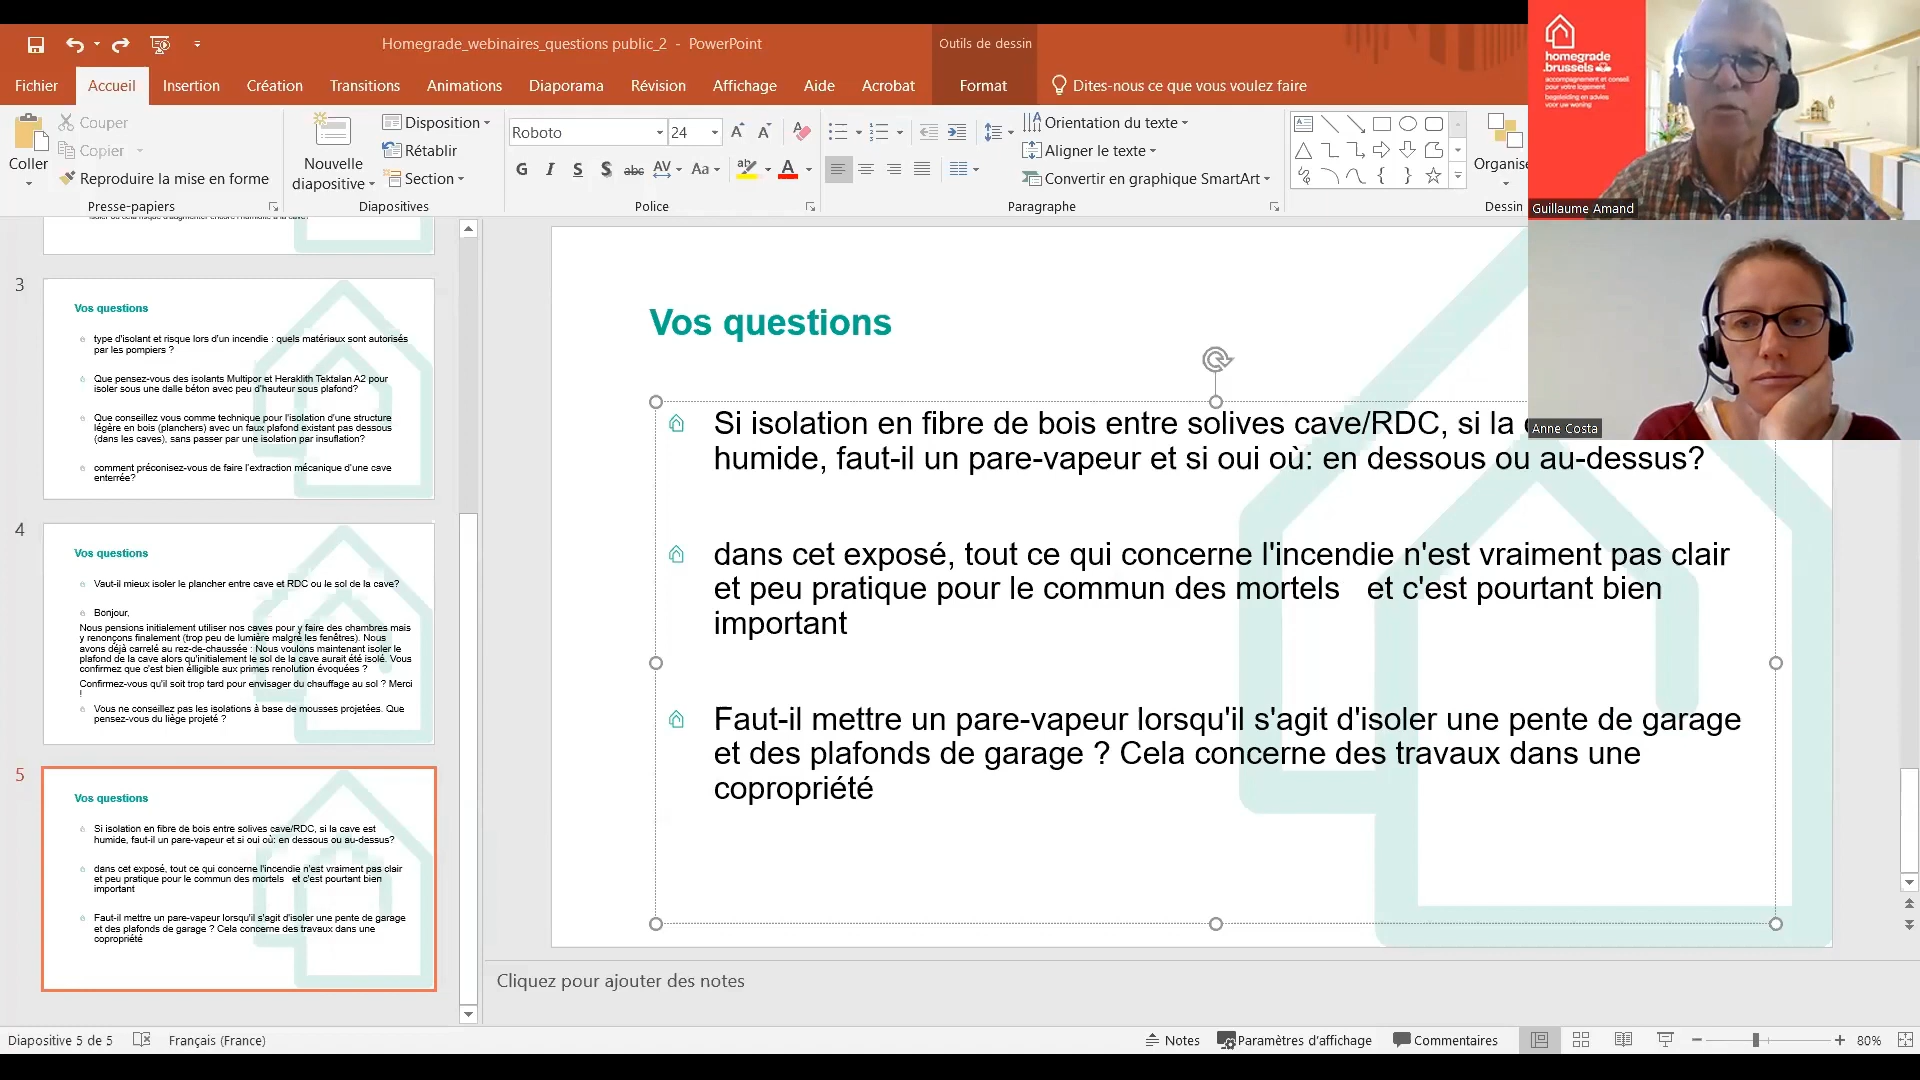 Homegrade_webinaires_questions public_2 - PowerPoint
Outils de dessin
Fichier Accueil Insertion Création Transitions Animations Diaporama Révision Affichage Aide Acrobat Format Dites-nous ce que vous voulez faire
Coller
Couper
Copier
Reproduire la mise en forme
Presse-papiers
Nouvelle
diapositive
Disposition
Rétablir
Section
Diapositives
Roboto 24
G I S S abc AV Aa A
Police
Orientation du texte
Aligner le texte
Convertir en graphique SmartArt
Paragraphe
Organise
Dessin
homegrade
.brussels
accompagnement et conseil
pour votre logement
begeleiding en advies
voor uw woning
Guillaume Amand
Anne Costa
3
Vos questions
type d'isolant et risque lors d'un incendie : quels matériaux sont autorisés
par les pompiers ?
Que pensez-vous des isolants Multipor et Heraklith Tektalan A2 pour
isoler sous une dalle béton avec peu d'hauteur sous plafond?
Que conseillez vous comme technique pour l'isolation d'une structure
légère en bois (planchers) avec un faux plafond existant pas dessous
(dans les caves), sans passer par une isolation par insuflation?
comment préconisez-vous de faire l'extraction mécanique d'une cave
enterrée?
4
Vos questions
Vaut-il mieux isoler le plancher entre cave et RDC ou le sol de la cave?
Bonjour,
Nous pensions initialement utiliser nos caves pour y faire des chambres mais
y renonçons finalement (trop peu de lumière malgré les fenêtres). Nous
avons déjà carrelé au rez-de-chaussée : Nous voulons maintenant isoler le
plafond de la cave alors qu'initialement le sol de la cave aurait été isolé. Vous
confirmez que c'est bien élligible aux primes renolution évoquées ?
Confirmez-vous qu'il soit trop tard pour envisager du chauffage au sol ? Merci
!
Vous ne conseillez pas les isolations à base de mousses projetées. Que
pensez-vous du liège projeté ?
5
Vos questions
Si isolation en fibre de bois entre solives cave/RDC, si la cave est
humide, faut-il un pare-vapeur et si oui où: en dessous ou au-dessus?
dans cet exposé, tout ce qui concerne l'incendie n'est vraiment pas clair
et peu pratique pour le commun des mortels et c'est pourtant bien
important
Faut-il mettre un pare-vapeur lorsqu'il s'agit d'isoler une pente de garage
et des plafonds de garage ? Cela concerne des travaux dans une
copropriété
Vos questions
Si isolation en fibre de bois entre solives cave/RDC, si la
humide, faut-il un pare-vapeur et si oui où: en dessous ou au-dessus?
dans cet exposé, tout ce qui concerne l'incendie n'est vraiment pas clair
et peu pratique pour le commun des mortels et c'est pourtant bien
important
Faut-il mettre un pare-vapeur lorsqu'il s'agit d'isoler une pente de garage
et des plafonds de garage ? Cela concerne des travaux dans une
copropriété
Cliquez pour ajouter des notes
Diapositive 5 de 5 Français (France) Notes Paramètres d'affichage Commentaires 80%